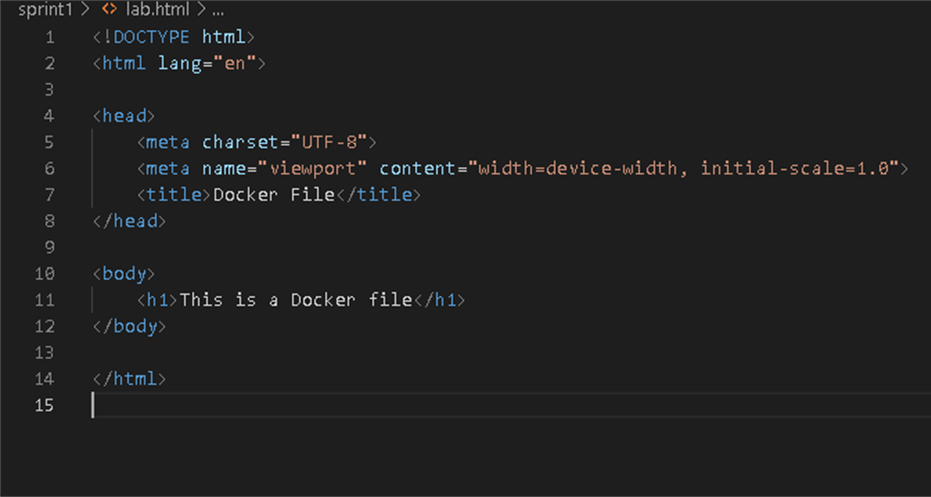 sprint1 > <> lab.html > ...
1 <!DOCTYPE html>
2 <html lang="en">
3
4 <head>
5     <meta charset="UTF-8">
6     <meta name="viewport" content="width=device-width, initial-scale=1.0">
7     <title>Docker File</title>
8 </head>
9
10 <body>
11     <h1>This is a Docker file</h1>
12 </body>
13
14 </html>
15